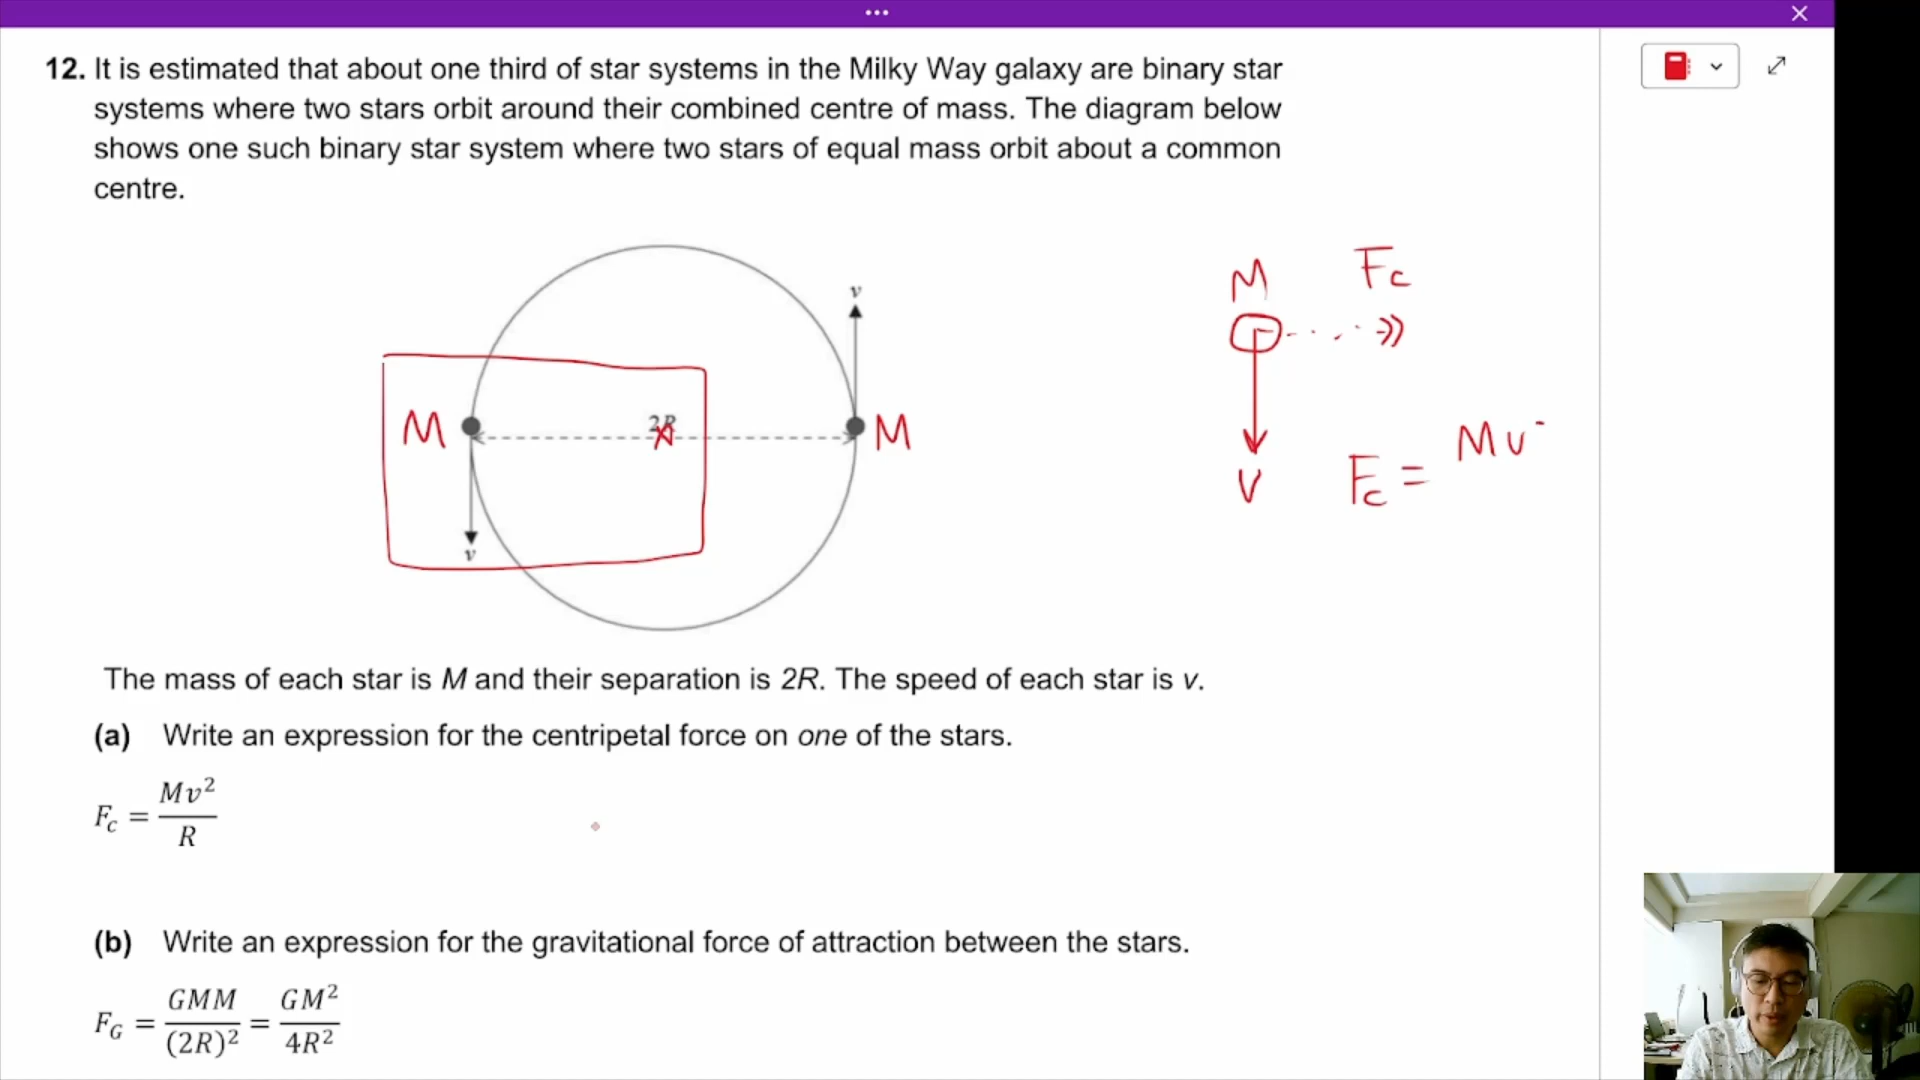 12. It is estimated that about one third of star systems in the Milky Way galaxy are binary star
systems where two stars orbit around their combined centre of mass. The diagram below
shows one such binary star system where two stars of equal mass orbit about a common
centre.
M
Fc
v
M
2R
M
v
v
Fc = Mv
The mass of each star is M and their separation is 2R. The speed of each star is v.
(a) Write an expression for the centripetal force on one of the stars.
F_c = Mv² / R
(b) Write an expression for the gravitational force of attraction between the stars.
F_G = GMM / (2R)² = GM² / 4R²